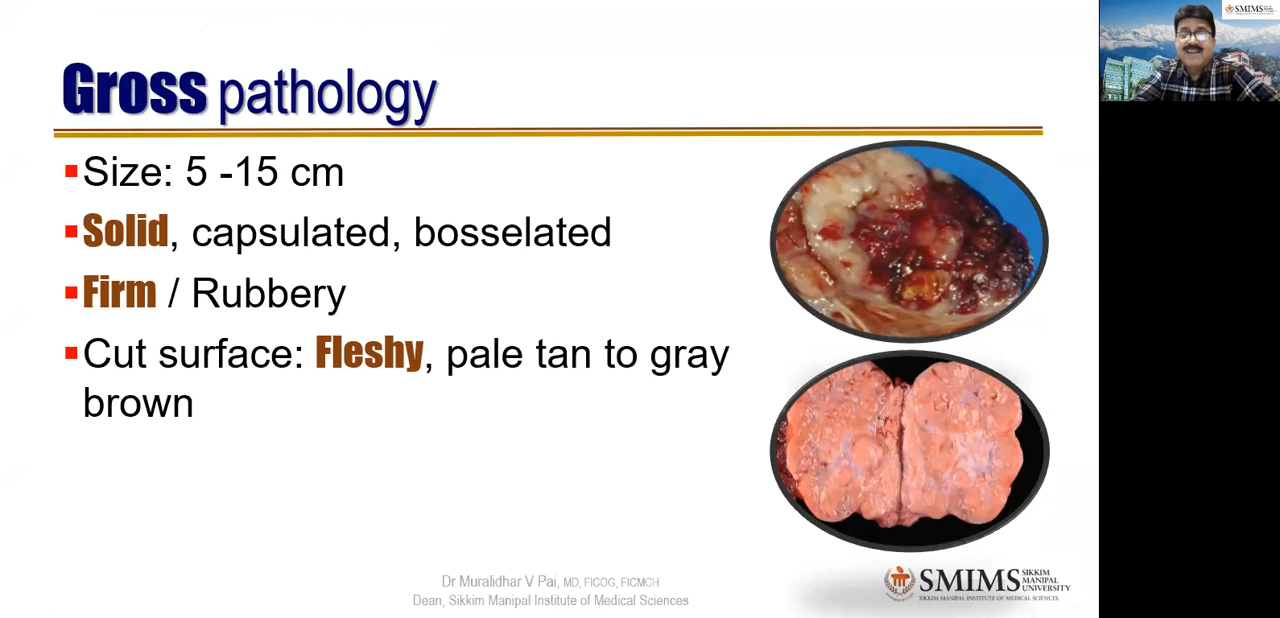 SMIMS
Gross pathology
Size: 5 -15 cm
Solid, capsulated, bosselated
Firm / Rubbery
Cut surface: Fleshy, pale tan to gray
brown
Dr Muralidhar V Pai, MD, FICOG, FICMCH
Dean, Sikkim Manipal Institute of Medical Sciences
SMIMS
SIKKIM
MANIPAL
UNIVERSITY
SIKKIM MANIPAL INSTITUTE OF MEDICAL SCIENCES